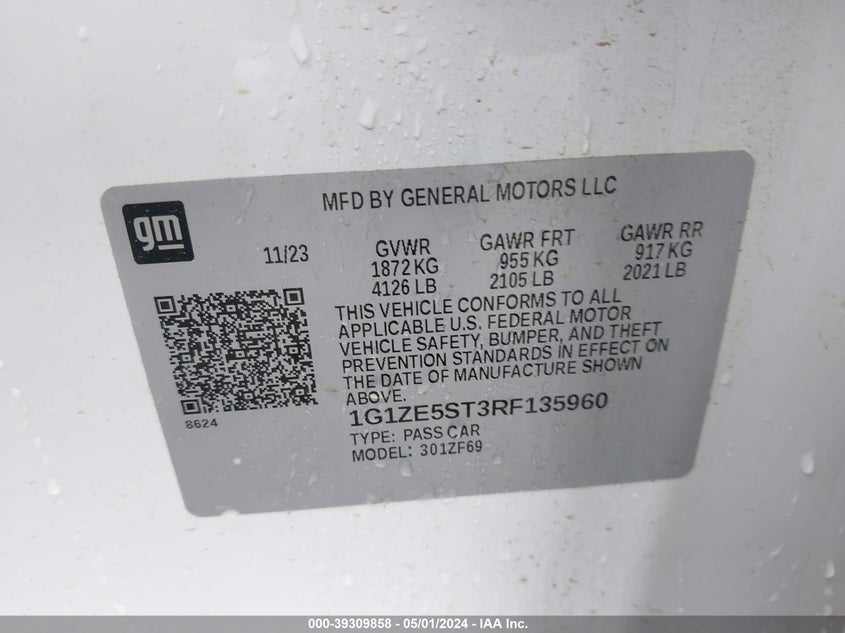 gm
MFD BY GENERAL MOTORS LLC
11/23
GVWR
1872 KG
4126 LB
GAWR FRT
955 KG
2105 LB
GAWR RR
917 KG
2021 LB
THIS VEHICLE CONFORMS TO ALL
APPLICABLE U.S. FEDERAL MOTOR
VEHICLE SAFETY, BUMPER, AND THEFT
PREVENTION STANDARDS IN EFFECT ON
THE DATE OF MANUFACTURE SHOWN
ABOVE.
8624
1G1ZE5ST3RF135960
TYPE: PASS CAR
MODEL: 301ZF69
000-39309858 - 05/01/2024 - IAA Inc.